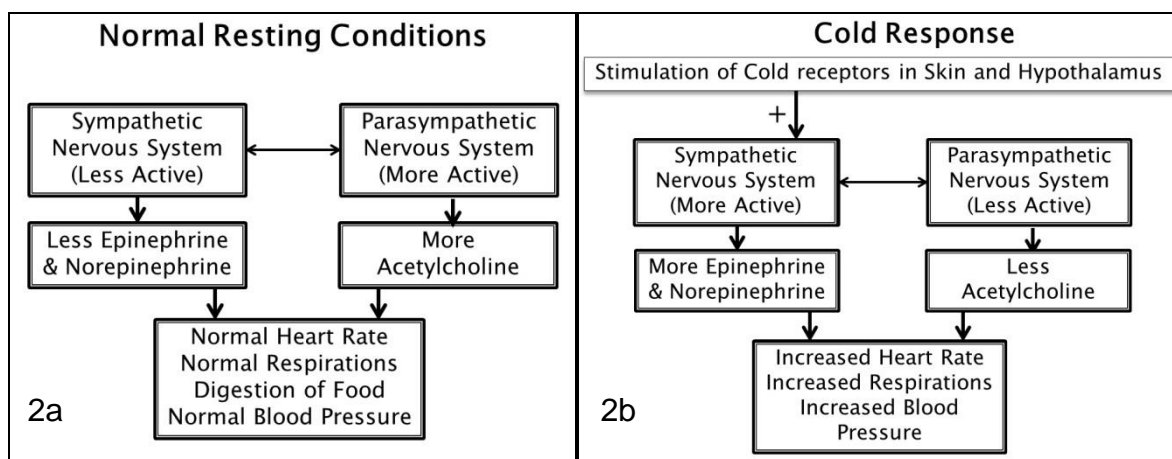 Normal Resting Conditions
Sympathetic
Nervous System
(Less Active)
Parasympathetic
Nervous System
(More Active)
Less Epinephrine
& Norepinephrine
More
Acetylcholine
Normal Heart Rate
Normal Respirations
Digestion of Food
Normal Blood Pressure
2a
Cold Response
Stimulation of Cold receptors in Skin and Hypothalamus
+
Sympathetic
Nervous System
(More Active)
Parasympathetic
Nervous System
(Less Active)
More Epinephrine
& Norepinephrine
Less
Acetylcholine
Increased Heart Rate
Increased Respirations
Increased Blood
Pressure
2b